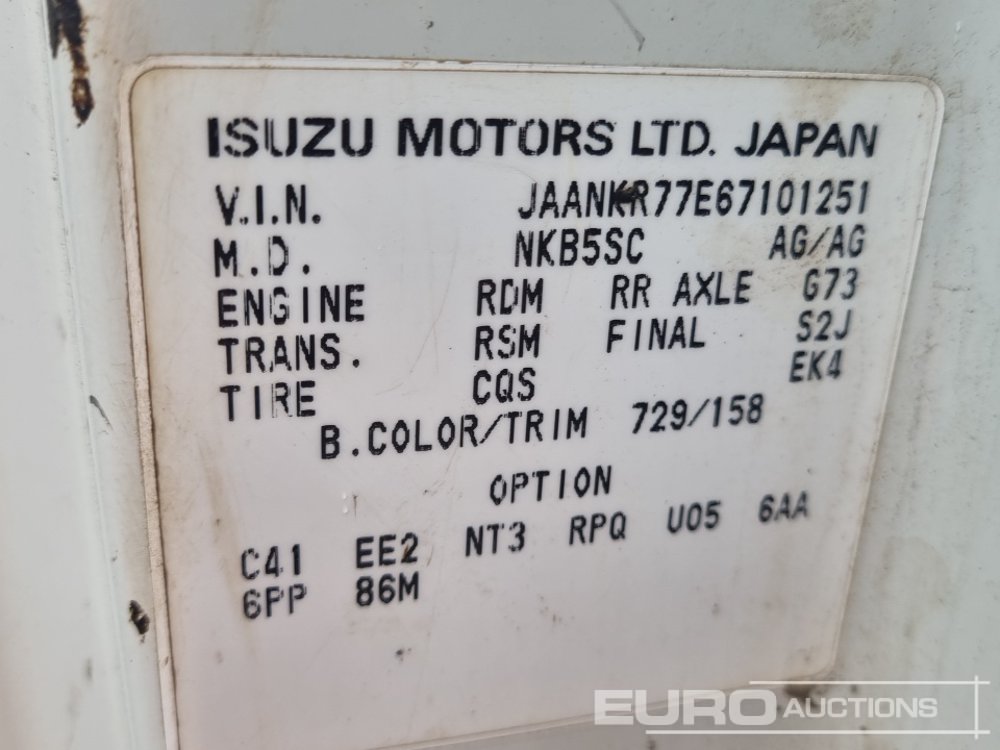 ISUZU MOTORS LTD. JAPAN
V.I.N. JAANKR77E67101251
M.D. NKB5SC AG/AG
ENGINE RDM RR AXLE G73
TRANS. RSM FINAL S2J
TIRE CQS EK4
B.COLOR/TRIM 729/158
OPTION
C41 EE2 NT3 RPQ U05 6AA
6PP 86M
EURO AUCTIONS